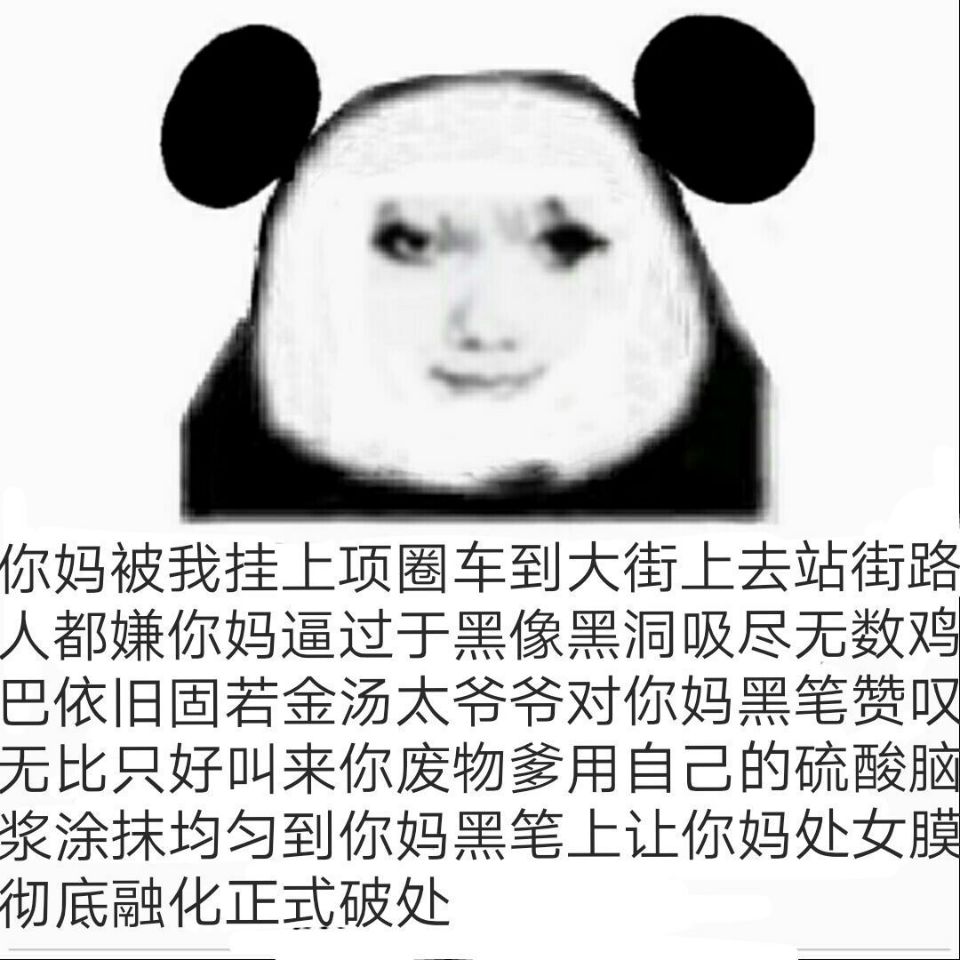 你妈被我挂上项圈车到大街上去站街路
人都嫌你妈逼过于黑像黑洞吸尽无数鸡
巴依旧固若金汤太爷爷对你妈黑笔赞叹
无比只好叫来你废物爹用自己的硫酸脑
浆涂抹均匀到你妈黑笔上让你妈处女膜
彻底融化正式破处